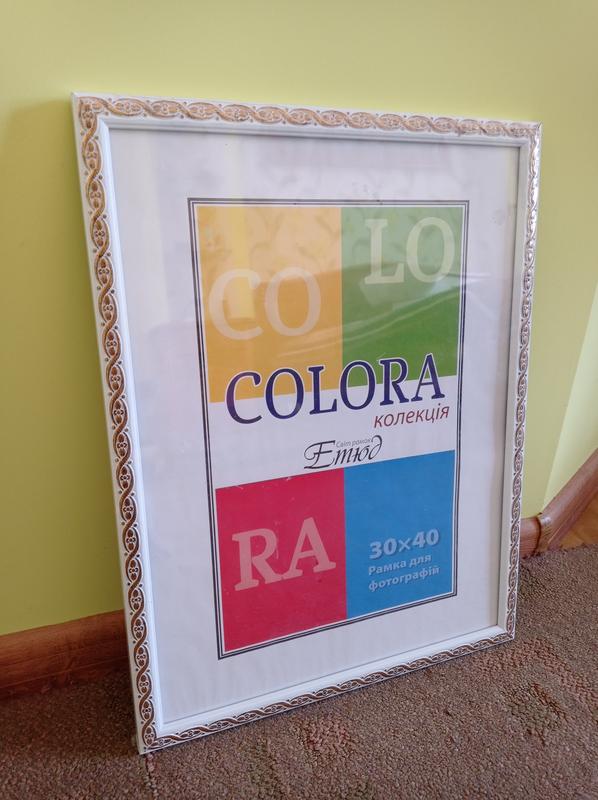 CO
LO
COLORA
колекція
Світ рамок
Етюд
RA
30×40
Рамка для
фотографій